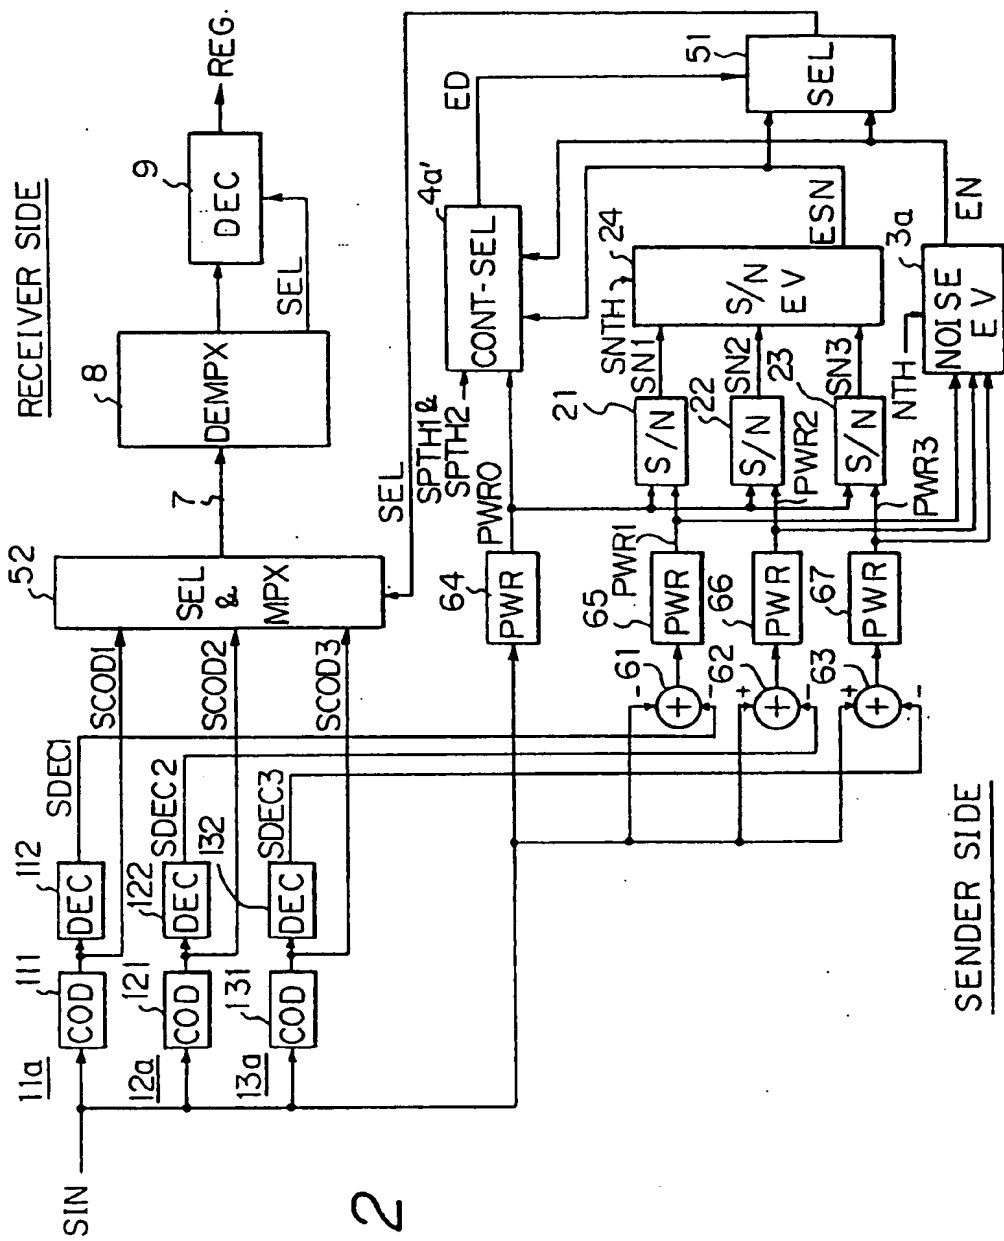 RECEIVER SIDE
SIN
11a
111
COD
112
DEC
SDEC1
SCOD1
12a
121
COD
122
DEC
SDEC2
SCOD2
13a
131
COD
132
DEC
SDEC3
SCOD3
52
SEL
&
MPX
7
8
DEMPX
SEL
9
DEC
REG.
SEL
64
PWR
PWR0
SPTH1 &
SPTH2
4a'
CONT-SEL
ED
51
SEL
61
-
-
+
65
PWR
PWR1
62
+
-
+
66
PWR
PWR2
63
+
-
+
67
PWR
PWR3
21
S/N
SN1
22
S/N
SN2
23
S/N
SN3
SNTH
24
S/N
EV
ESN
NTH
3a
NOISE
EV
EN
SENDER SIDE
2